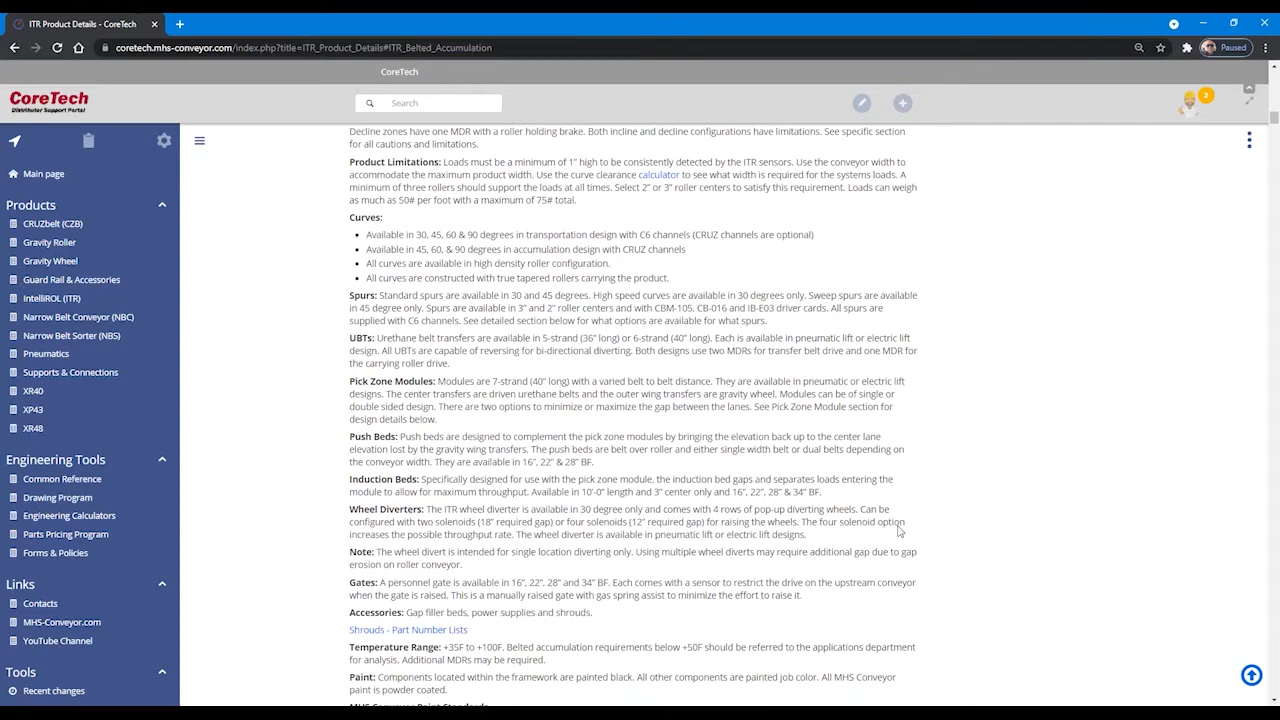 ITR Product Details - CoreTech
coretech.mhs-conveyor.com/index.php?title=ITR_Product_Details#ITR_Belted_Accumulation
Paused
CoreTech
CoreTech
Distributor Support Portal
Search
2
Main page
Products
CRUZbelt (CZB)
Gravity Roller
Gravity Wheel
Guard Rail & Accessories
IntelliROL (ITR)
Narrow Belt Conveyor (NBC)
Narrow Belt Sorter (NBS)
Pneumatics
Supports & Connections
XR40
XP43
XR48
Engineering Tools
Common Reference
Drawing Program
Engineering Calculators
Parts Pricing Program
Forms & Policies
Links
Contacts
MHS-Conveyor.com
YouTube Channel
Tools
Recent changes
Decline zones have one MDR with a roller holding brake. Both incline and decline configurations have limitations. See specific section
for all cautions and limitations.
Product Limitations: Loads must be a minimum of 1” high to be consistently detected by the ITR sensors. Use the conveyor width to
accommodate the maximum product width. Use the curve clearance calculator to see what width is required for the systems loads. A
minimum of three rollers should support the loads at all times. Select 2” or 3” roller centers to satisfy this requirement. Loads can weigh
as much as 50# per foot with a maximum of 75# total.
Curves:
• Available in 30, 45, 60 & 90 degrees in transportation design with C6 channels (CRUZ channels are optional)
• Available in 45, 60, & 90 degrees in accumulation design with CRUZ channels
• All curves are available in high density roller configuration.
• All curves are constructed with true tapered rollers carrying the product.
Spurs: Standard spurs are available in 30 and 45 degrees. High speed curves are available in 30 degrees only. Sweep spurs are available
in 45 degree only. Spurs are available in 3” and 2” roller centers and with CBM-105, CB-016 and IB-E03 driver cards. All spurs are
supplied with C6 channels. See detailed section below for what options are available for what spurs.
UBTs: Urethane belt transfers are available in 5-strand (36” long) or 6-strand (40” long). Each is available in pneumatic lift or electric lift
design. All UBTs are capable of reversing for bi-directional diverting. Both designs use two MDRs for transfer belt drive and one MDR for
the carrying roller drive.
Pick Zone Modules: Modules are 7-strand (40” long) with a varied belt to belt distance. They are available in pneumatic or electric lift
designs. The center transfers are driven urethane belts and the outer wing transfers are gravity wheel. Modules can be of single or
double sided design. There are two options to minimize or maximize the gap between the lanes. See Pick Zone Module section for
design details below.
Push Beds: Push beds are designed to complement the pick zone modules by bringing the elevation back up to the center lane
elevation lost by the gravity wing transfers. The push beds are belt over roller and either single width belt or dual belts depending on
the conveyor width. They are available in 16”, 22” & 28” BF.
Induction Beds: Specifically designed for use with the pick zone module, the induction bed gaps and separates loads entering the
module to allow for maximum throughput. Available in 10’-0” length and 3” center only and 16”, 22”, 28” & 34” BF.
Wheel Diverters: The ITR wheel diverter is available in 30 degree only and comes with 4 rows of pop-up diverting wheels. Can be
configured with two solenoids (18” required gap) or four solenoids (12” required gap) for raising the wheels. The four solenoid option
increases the possible throughput rate. The wheel diverter is available in pneumatic lift or electric lift designs.
Note: The wheel divert is intended for single location diverting only. Using multiple wheel diverts may require additional gap due to gap
erosion on roller conveyor.
Gates: A personnel gate is available in 16”, 22”, 28” and 34” BF. Each comes with a sensor to restrict the drive on the upstream conveyor
when the gate is raised. This is a manually raised gate with gas spring assist to minimize the effort to raise it.
Accessories: Gap filler beds, power supplies and shrouds.
Shrouds - Part Number Lists
Temperature Range: +35F to +100F. Belted accumulation requirements below +50F should be referred to the applications department
for analysis. Additional MDRs may be required.
Paint: Components located within the framework are painted black. All other components are painted job color. All MHS Conveyor
paint is powder coated.
MHS Conveyor Paint Standards